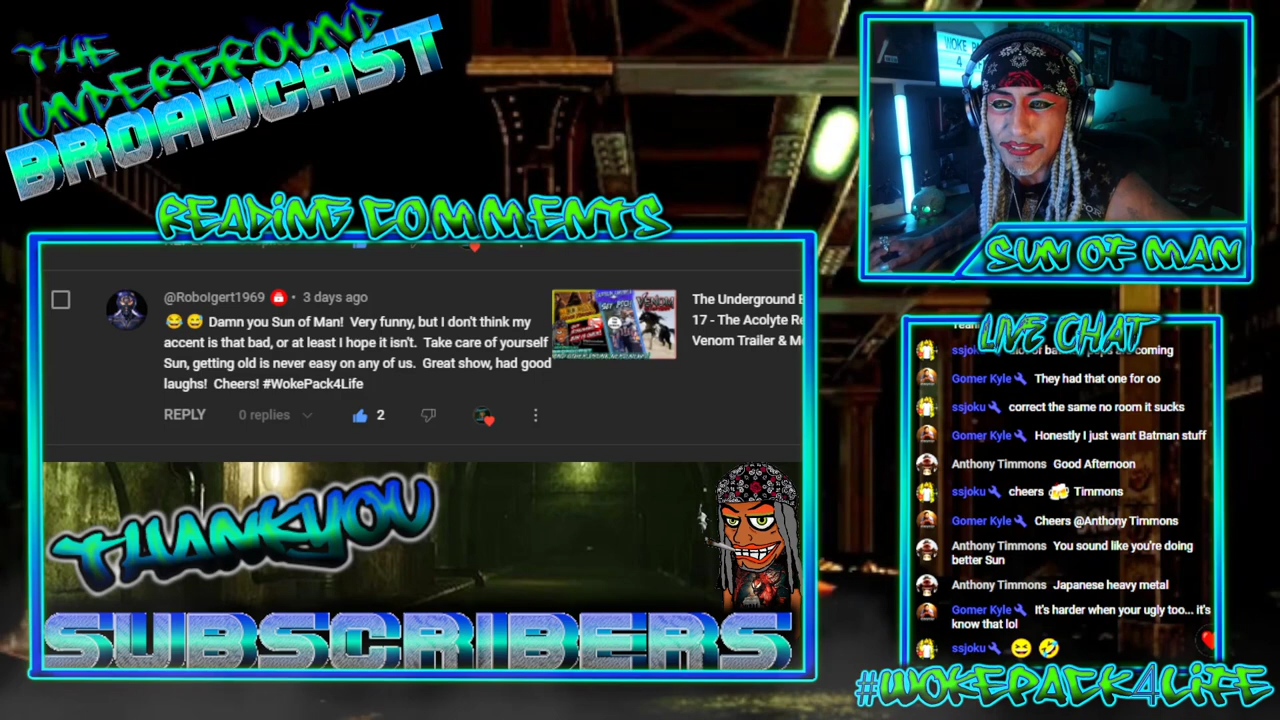 THE
UNDERGROUND
BROADCAST
READING COMMENTS
@RoboIgert1969 • 3 days ago
😂 😅 Damn you Sun of Man! Very funny, but I don't think my
accent is that bad, or at least I hope it isn't. Take care of yourself
Sun, getting old is never easy on any of us. Great show, had good
laughs! Cheers! #WokePack4Life
REPLY 0 replies 2
The Underground
17 - The Acolyte
Venom Trailer &
THANKYOU
SUBSCRIBERS
WOKE
4
SUN OF MAN
LIVE CHAT
coming
Gomer Kyle They had that one for oo
ssjoku correct the same no room it sucks
Gomer Kyle Honestly I just want Batman stuff
Anthony Timmons Good Afternoon
ssjoku cheers 🍻 Timmons
Gomer Kyle Cheers @Anthony Timmons
Anthony Timmons You sound like you're doing
better Sun
Anthony Timmons Japanese heavy metal
Gomer Kyle It's harder when your ugly too... it's
know that lol
ssjoku 😆 🤣
#WOKEPACK4LIFE